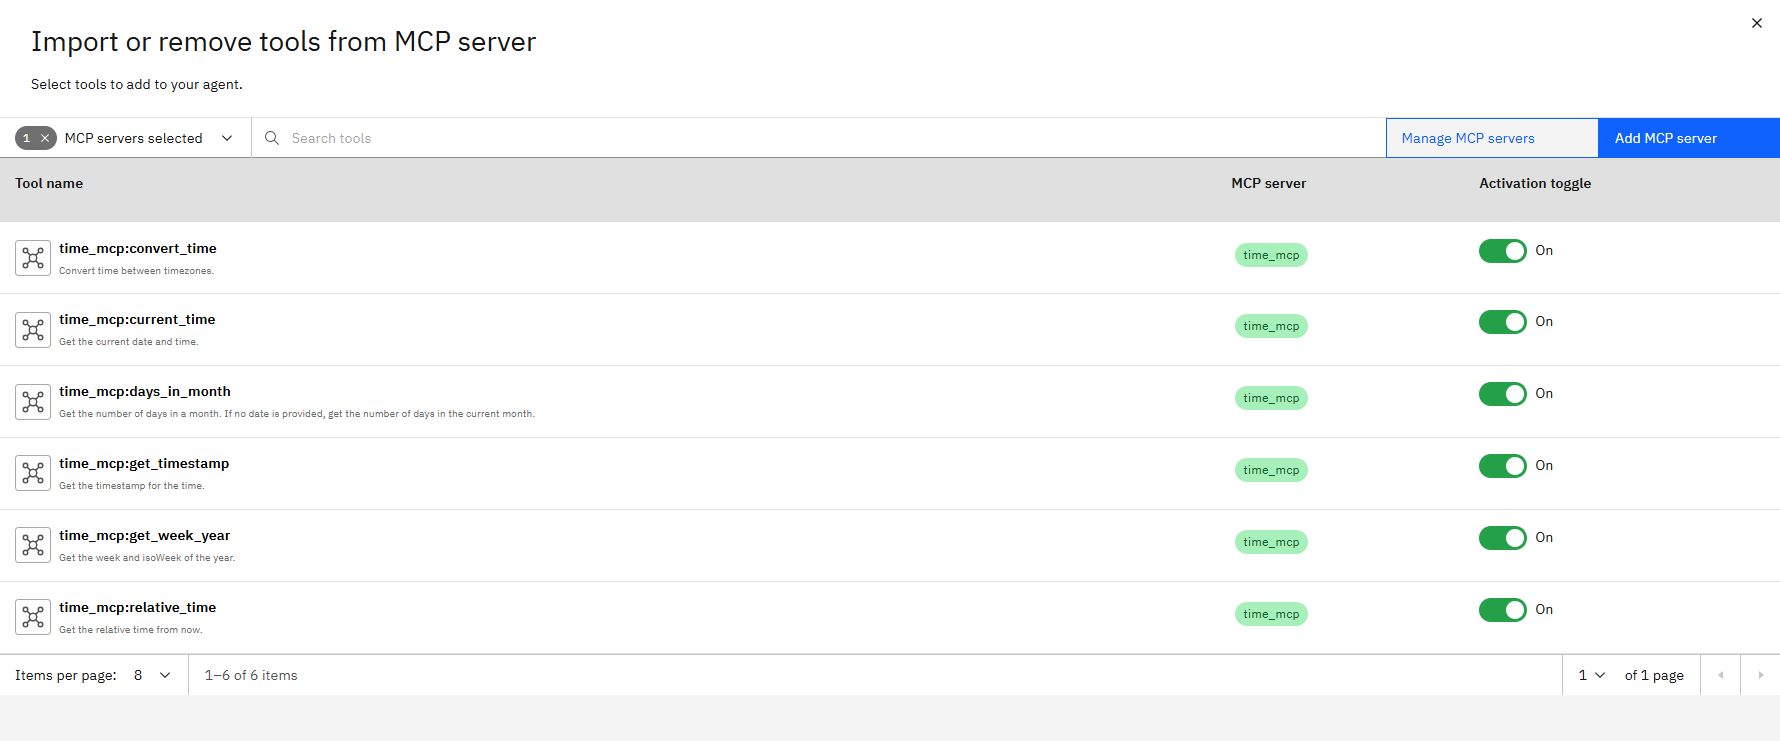 Import or remove tools from MCP server
Select tools to add to your agent.
1 MCP servers selected Search tools Manage MCP servers Add MCP server
Tool name MCP server Activation toggle
time_mcp:convert_time
Convert time between timezones.
time_mcp On
time_mcp:current_time
Get the current date and time.
time_mcp On
time_mcp:days_in_month
Get the number of days in a month. If no date is provided, get the number of days in the current month.
time_mcp On
time_mcp:get_timestamp
Get the timestamp for the time.
time_mcp On
time_mcp:get_week_year
Get the week and isoWeek of the year.
time_mcp On
time_mcp:relative_time
Get the relative time from now.
time_mcp On
Items per page: 8 1–6 of 6 items 1 of 1 page